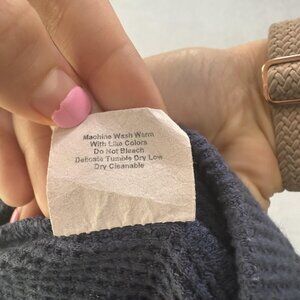 Machine Wash Warm
With Like Colors
Do Not Bleach
Delicate Tumble Dry Low
Dry Cleanable